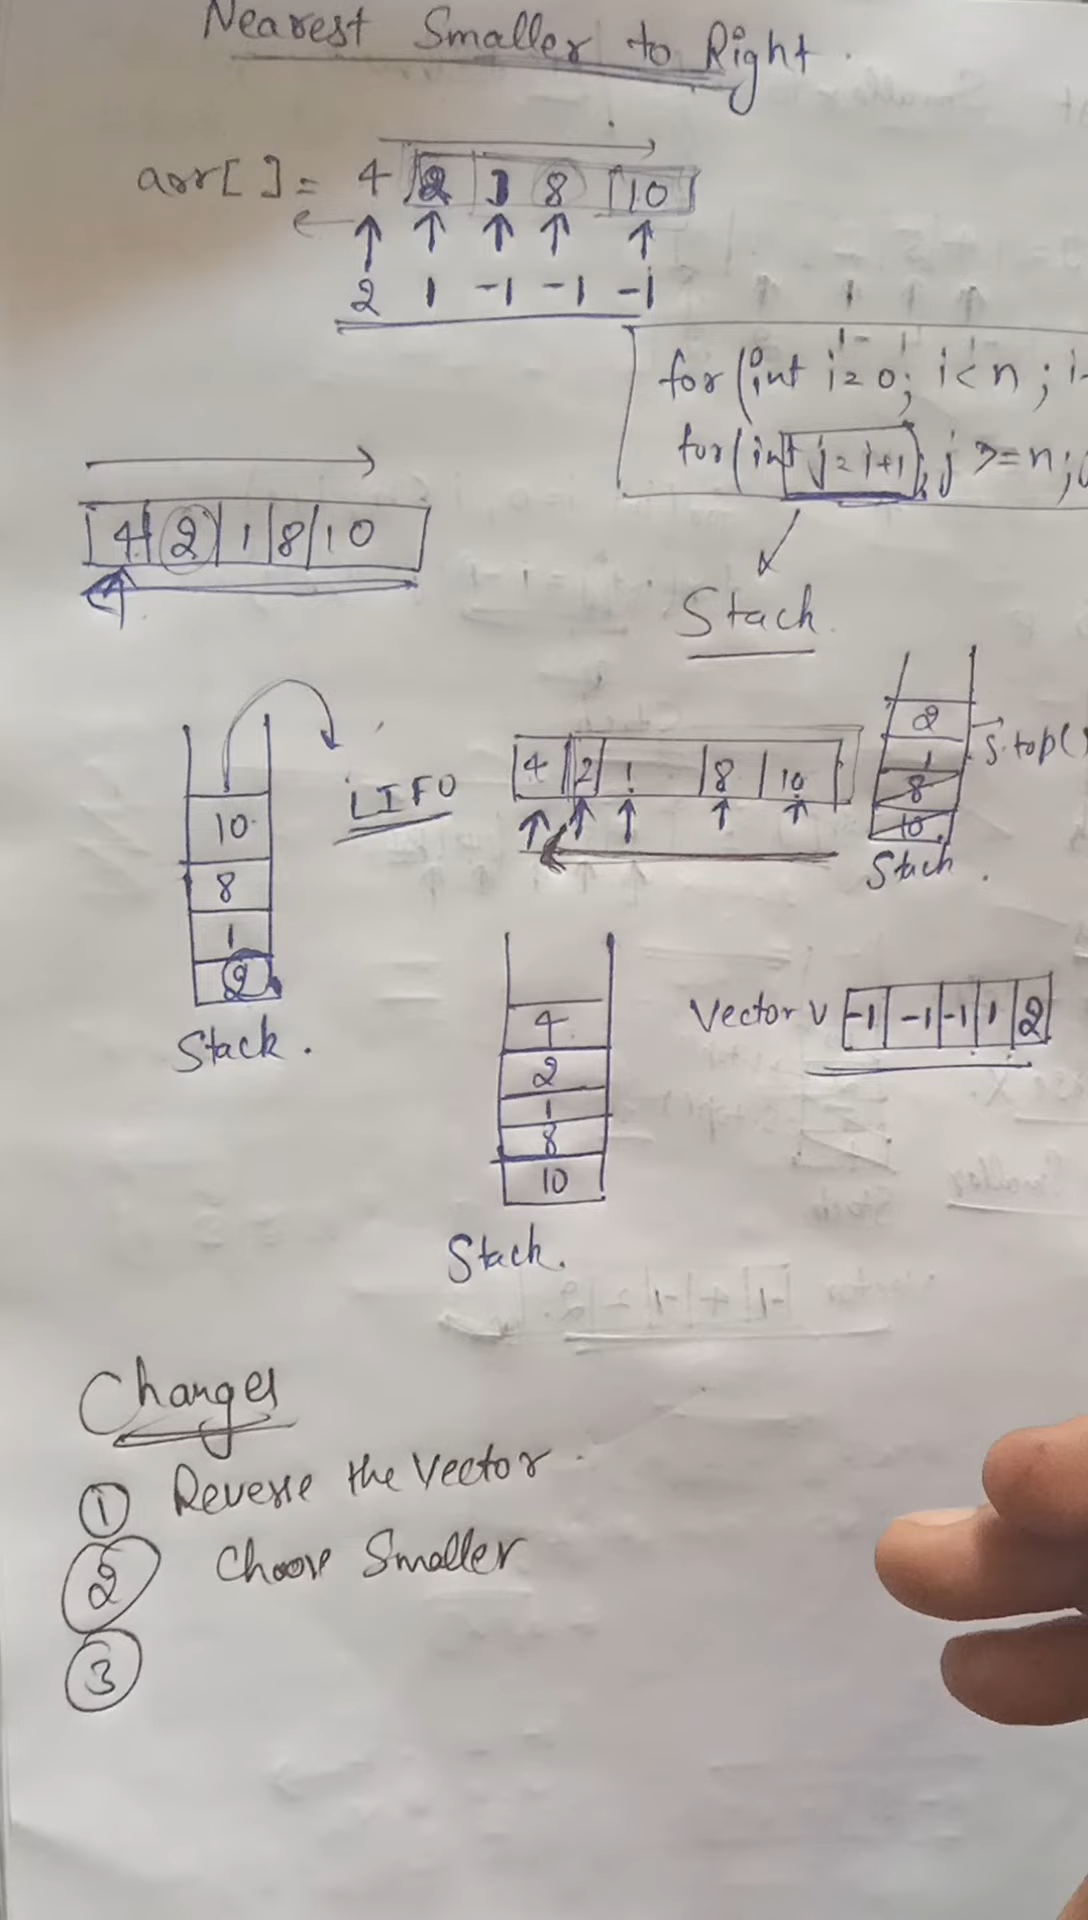 Nearest Smaller to Right.
arr[ ] = 4 2 1 8 10
2 1 -1 -1 -1
for(int i=0; i<n; i-
for(int j=i+1; j>=n;
4 2 1 8 10
Stack.
2
1
8
10
S.top(
Stack.
4 2 1 8 10
LIFO
10
8
1
2
Stack.
4
2
1
8
10
Stack.
Vector v -1 -1 -1 1 2
Changes
1 Reverse the Vector.
2 Choose Smaller
3